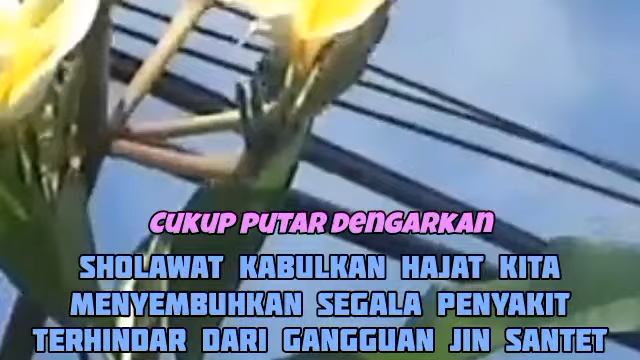 CUKUP PUTAR DENGARKAN
SHOLAWAT KABULKAN HAJAT KITA
MENYEMBUHKAN SEGALA PENYAKIT
TERHINDAR DARI GANGGUAN JIN SANTET